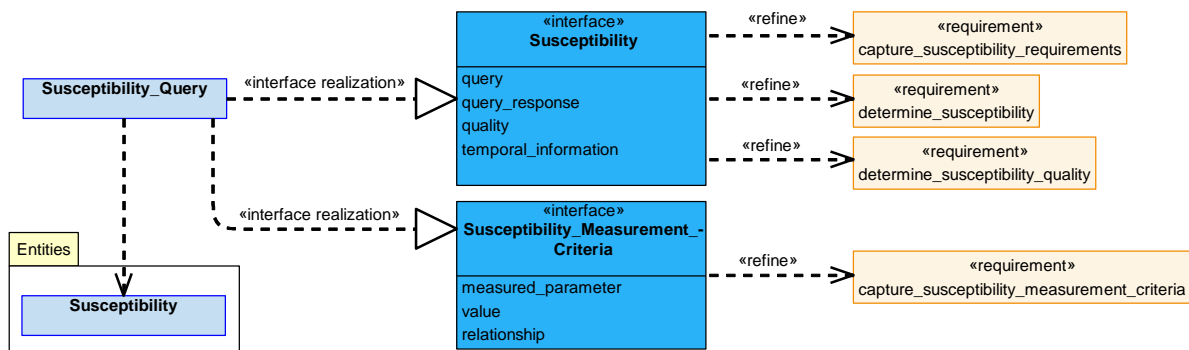 «interface»
Susceptibility
query
query_response
quality
temporal_information
«refine»
«requirement»
capture_susceptibility_requirements
Susceptibility_Query
«interface realization»
«refine»
«requirement»
determine_susceptibility
«refine»
«requirement»
determine_susceptibility_quality
«interface realization»
«interface»
Susceptibility_Measurement_-
Criteria
measured_parameter
value
relationship
«refine»
«requirement»
capture_susceptibility_measurement_criteria
Entities
Susceptibility